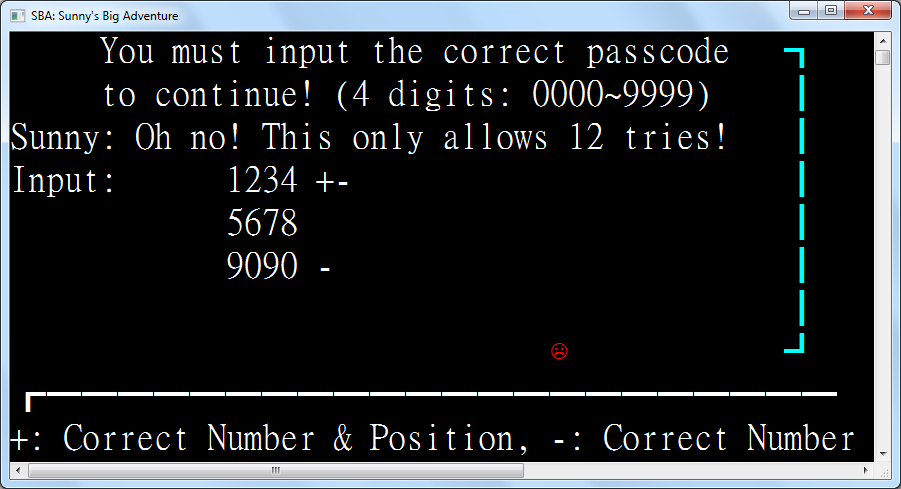 SBA: Sunny's Big Adventure
You must input the correct passcode
to continue! (4 digits: 0000~9999)
Sunny: Oh no! This only allows 12 tries!
Input: 1234 +-
5678
9090 -
+: Correct Number & Position, -: Correct Number